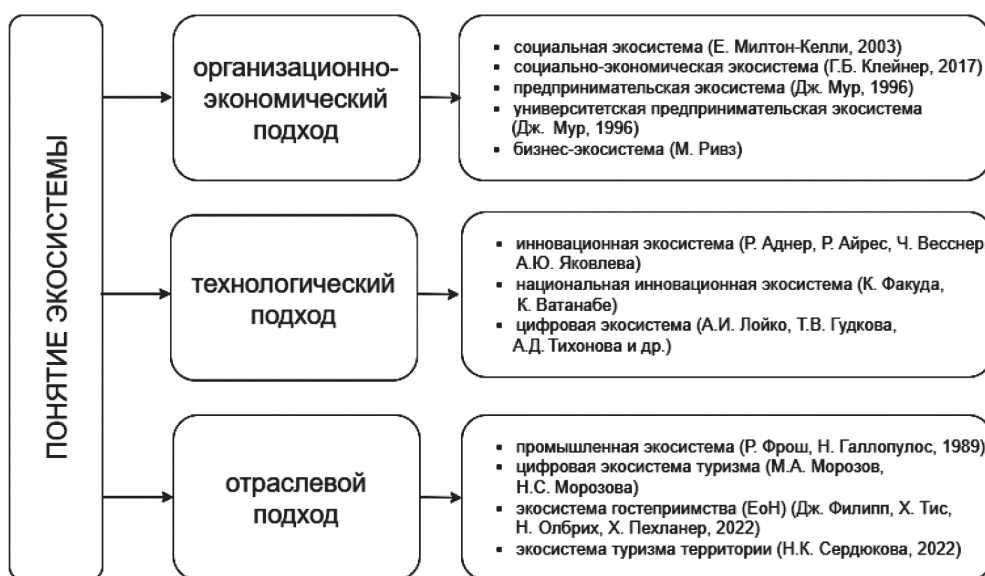 ПОНЯТИЕ ЭКОСИСТЕМЫ
организационно-
экономический
подход
▪ социальная экосистема (Е. Милтон-Келли, 2003)
▪ социально-экономическая экосистема (Г.Б. Клейнер, 2017)
▪ предпринимательская экосистема (Дж. Мур, 1996)
▪ университетская предпринимательская экосистема
(Дж. Мур, 1996)
▪ бизнес-экосистема (М. Ривз)
технологический
подход
▪ инновационная экосистема (Р. Аднер, Р. Айрес, Ч. Весснер
А.Ю. Яковлева)
▪ национальная инновационная экосистема (К. Факуда,
К. Ватанабе)
▪ цифровая экосистема (А.И. Лойко, Т.В. Гудкова,
А.Д. Тихонова и др.)
отраслевой
подход
▪ промышленная экосистема (Р. Фрош, Н. Галлопулос, 1989)
▪ цифровая экосистема туризма (М.А. Морозов,
Н.С. Морозова)
▪ экосистема гостеприимства (ЕоН) (Дж. Филипп, Х. Тис,
Н. Олбрих, Х. Пехланер, 2022)
▪ экосистема туризма территории (Н.К. Сердюкова, 2022)